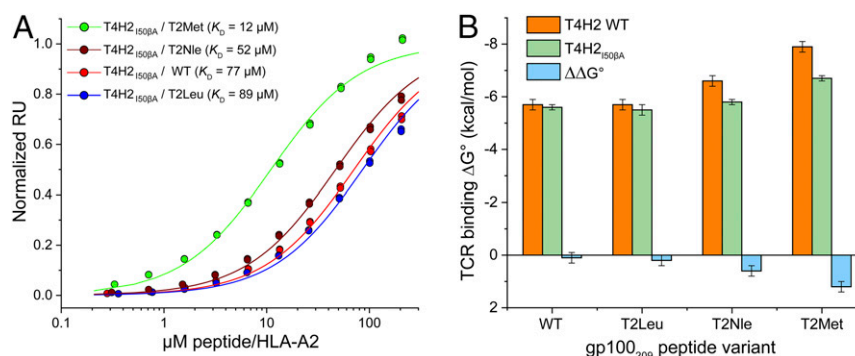 A
T4H2I50βA / T2Met (KD = 12 μM)
T4H2I50βA / T2Nle (KD = 52 μM)
T4H2I50βA / WT (KD = 77 μM)
T4H2I50βA / T2Leu (KD = 89 μM)
Normalized RU
1.0
0.8
0.6
0.4
0.2
0.0
0.1
1
10
100
μM peptide/HLA-A2
B
T4H2 WT
T4H2I50βA
ΔΔG°
TCR binding ΔG° (kcal/mol)
-8
-6
-4
-2
0
2
WT
T2Leu
T2Nle
T2Met
gp100209 peptide variant